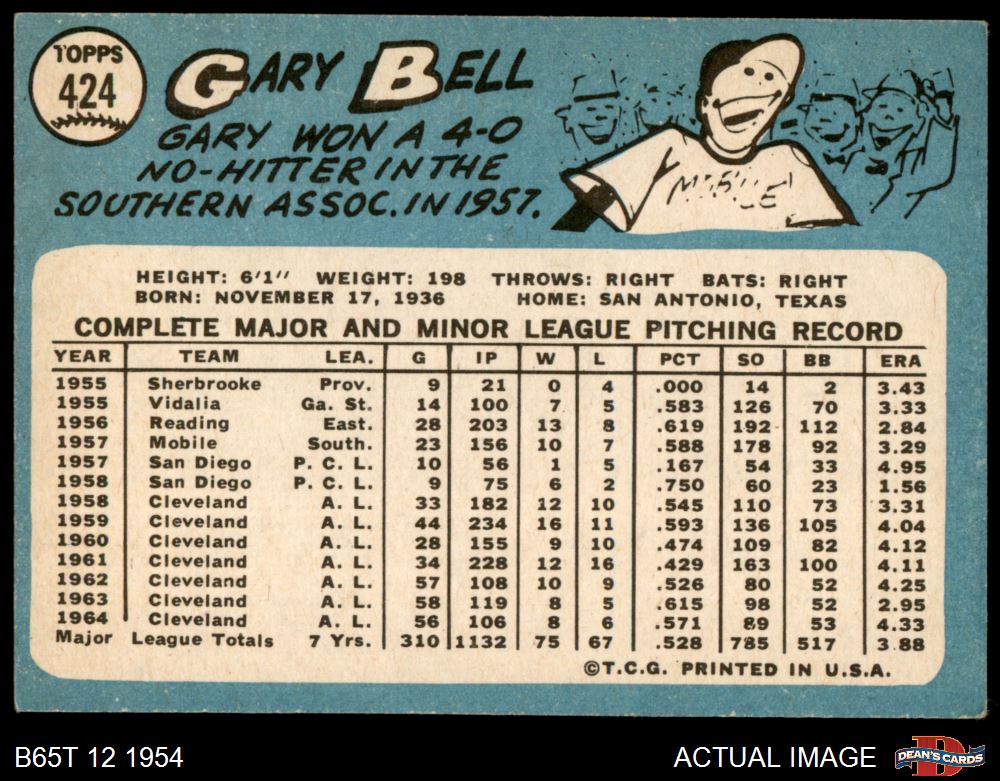 TOPPS
424
GARY BELL
GARY WON A 4-0
NO-HITTER IN THE
SOUTHERN ASSOC. IN 1957.
MOBILE
HEIGHT: 6'1" WEIGHT: 198 THROWS: RIGHT BATS: RIGHT
BORN: NOVEMBER 17, 1936 HOME: SAN ANTONIO, TEXAS
COMPLETE MAJOR AND MINOR LEAGUE PITCHING RECORD
YEAR TEAM LEA. G IP W L PCT SO BB ERA
1955 Sherbrooke Prov. 9 21 0 4 .000 14 2 3.43
1955 Vidalia Ga. St. 14 100 7 5 .583 126 70 3.33
1956 Reading East. 28 203 13 8 .619 192 112 2.84
1957 Mobile South. 23 156 10 7 .588 178 92 3.29
1957 San Diego P. C. L. 10 56 1 5 .167 54 33 4.95
1958 San Diego P. C. L. 9 75 6 2 .750 60 23 1.56
1958 Cleveland A. L. 33 182 12 10 .545 110 73 3.31
1959 Cleveland A. L. 44 234 16 11 .593 136 105 4.04
1960 Cleveland A. L. 28 155 9 10 .474 109 82 4.12
1961 Cleveland A. L. 34 228 12 16 .429 163 100 4.11
1962 Cleveland A. L. 57 108 10 9 .526 80 52 4.25
1963 Cleveland A. L. 58 119 8 5 .615 98 52 2.95
1964 Cleveland A. L. 56 106 8 6 .571 89 53 4.33
Major League Totals 7 Yrs. 310 1132 75 67 .528 785 517 3.88
©T.C.G. PRINTED IN U.S.A.
B65T 12 1954
ACTUAL IMAGE
DEAN'S CARDS